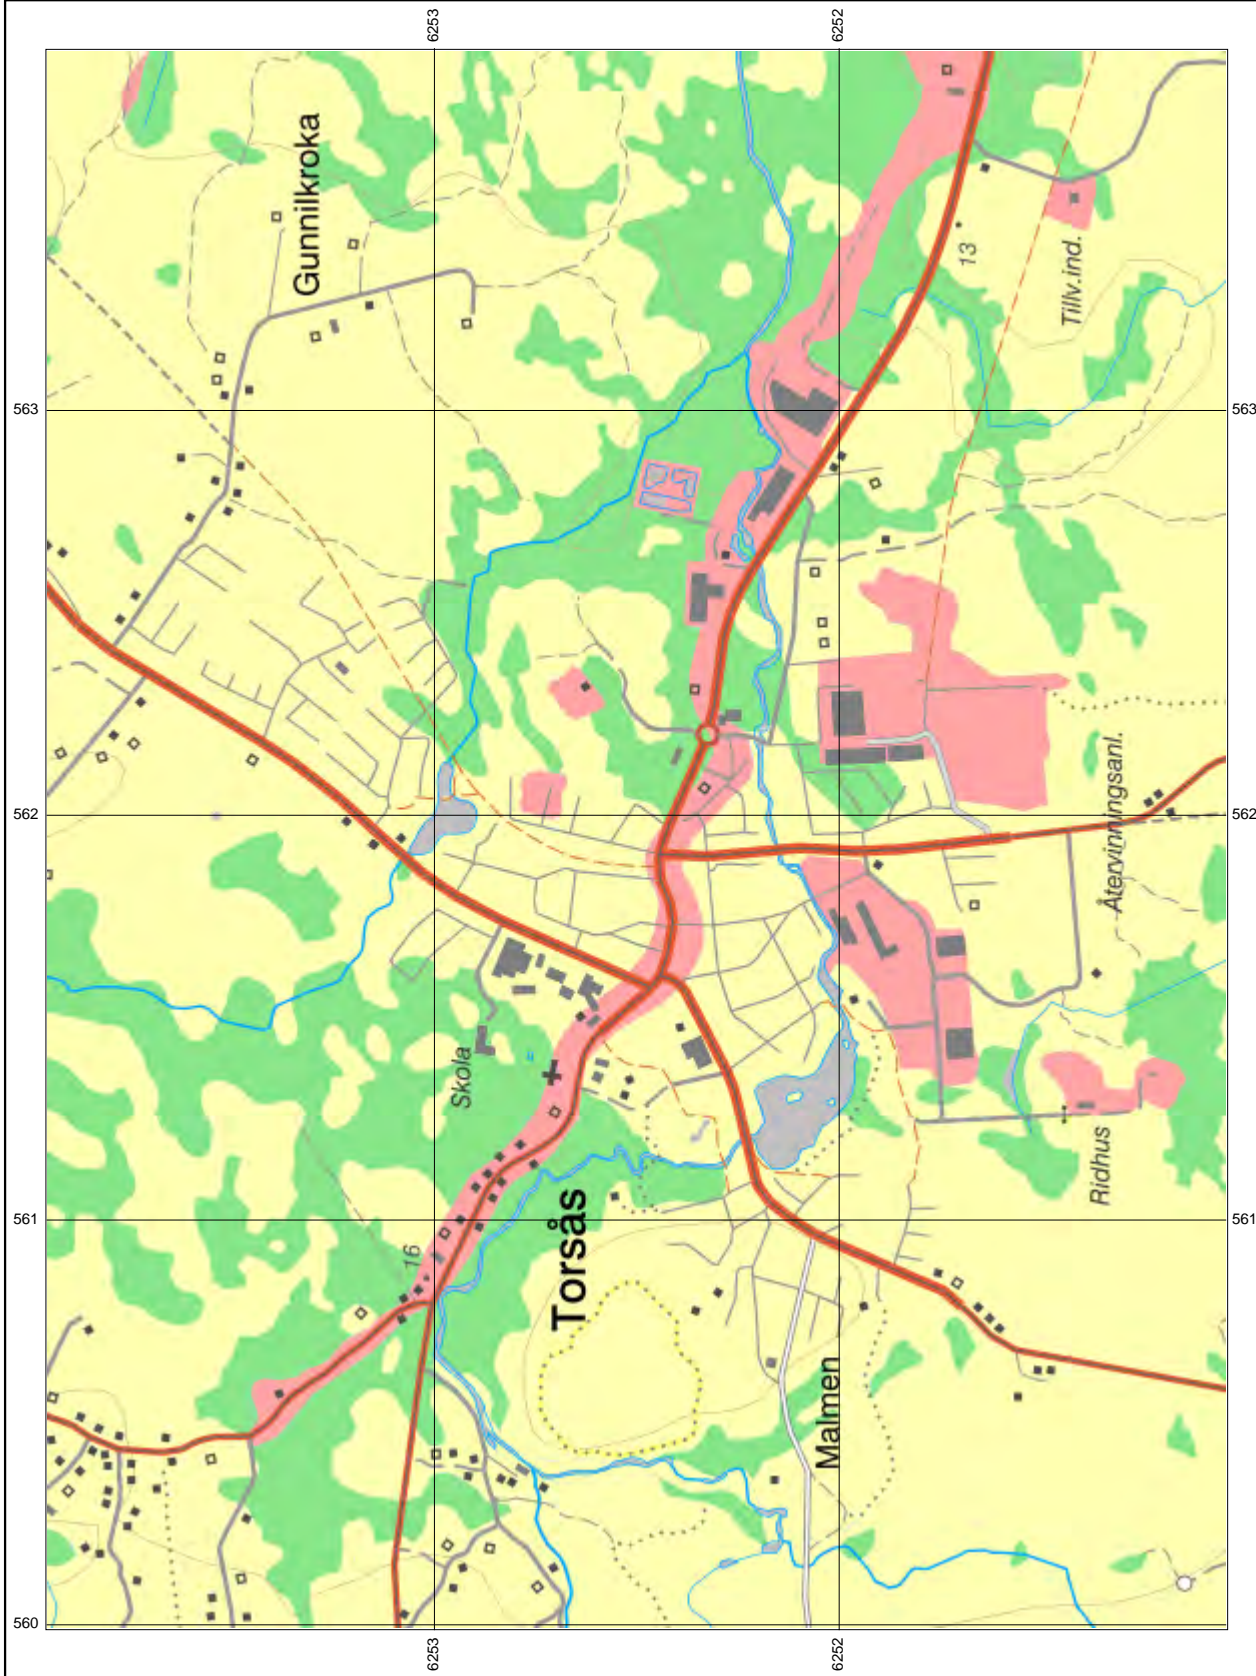 6253
6252
Gunnilkroka
13
Tillv.ind.
563
563
562
562
Återvinningsanl.
Skola
Ridhus
561
561
Torsås
16
Malmen
560
6253
6252